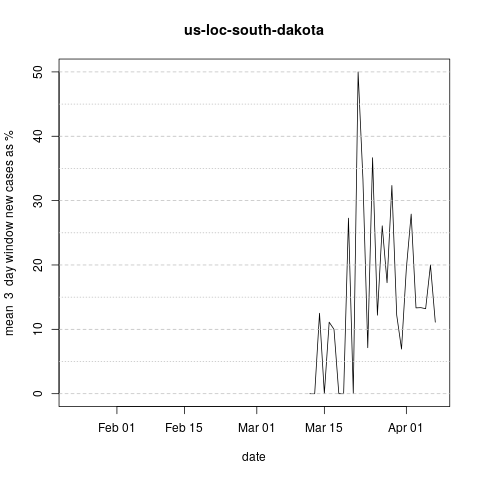 us-loc-south-dakota
mean  3  day window new cases as %
50
40
30
20
10
0
Feb 01
Feb 15
Mar 01
Mar 15
Apr 01
date